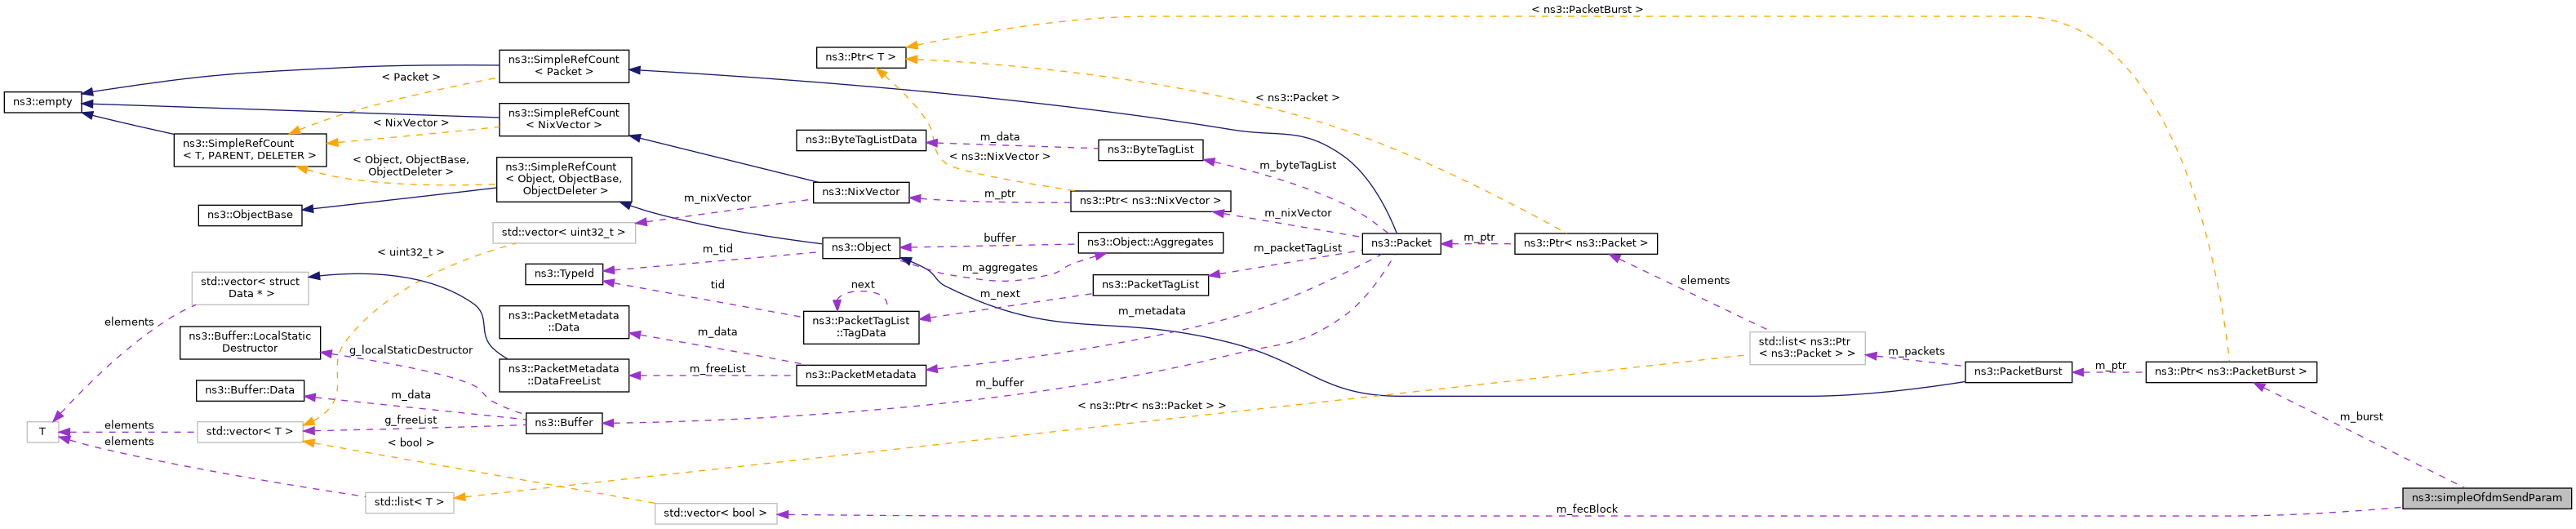 < ns3::PacketBurst >
ns3::SimpleRefCount
< Packet >
ns3::Ptr< T >
< Packet >
ns3::empty
< ns3::Packet >
ns3::SimpleRefCount
< NixVector >
< NixVector >
ns3::SimpleRefCount
< T, PARENT, DELETER >
ns3::ByteTagListData
m_data
ns3::ByteTagList
< Object, ObjectBase,
ObjectDeleter >
ns3::SimpleRefCount
< Object, ObjectBase,
ObjectDeleter >
< ns3::NixVector >
m_byteTagList
ns3::NixVector
m_ptr
ns3::Ptr< ns3::NixVector >
m_nixVector
ns3::ObjectBase
m_nixVector
std::vector< uint32_t >
< uint32_t >
m_tid
ns3::Object
buffer
ns3::Object::Aggregates
m_packetTagList
ns3::Packet
m_ptr
ns3::Ptr< ns3::Packet >
ns3::TypeId
m_aggregates
std::vector< struct
Data * >
tid
next
m_next
ns3::PacketTagList
elements
ns3::PacketMetadata
::Data
ns3::PacketTagList
::TagData
m_metadata
elements
ns3::Buffer::LocalStatic
Destructor
g_localStaticDestructor
m_data
std::list< ns3::Ptr
< ns3::Packet > >
m_packets
ns3::PacketMetadata
::DataFreeList
m_freeList
ns3::PacketMetadata
ns3::PacketBurst
m_ptr
ns3::Ptr< ns3::PacketBurst >
ns3::Buffer::Data
m_data
m_buffer
< ns3::Ptr< ns3::Packet > >
m_burst
T
elements
elements
std::vector< T >
g_freeList
ns3::Buffer
< bool >
std::list< T >
std::vector< bool >
m_fecBlock
ns3::simpleOfdmSendParam